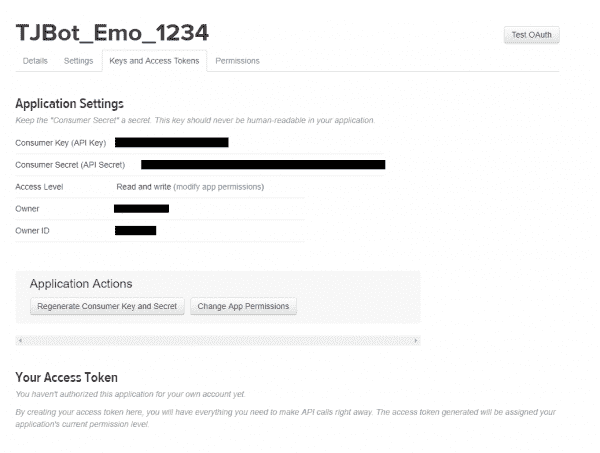 TJBot_Emo_1234
Test OAuth
Details Settings Keys and Access Tokens Permissions
Application Settings
Keep the "Consumer Secret" a secret. This key should never be human-readable in your application.
Consumer Key (API Key)
Consumer Secret (API Secret)
Access Level Read and write (modify app permissions)
Owner
Owner ID
Application Actions
Regenerate Consumer Key and Secret Change App Permissions
Your Access Token
You haven't authorized this application for your own account yet.
By creating your access token here, you will have everything you need to make API calls right away. The access token generated will be assigned your
application's current permission level.